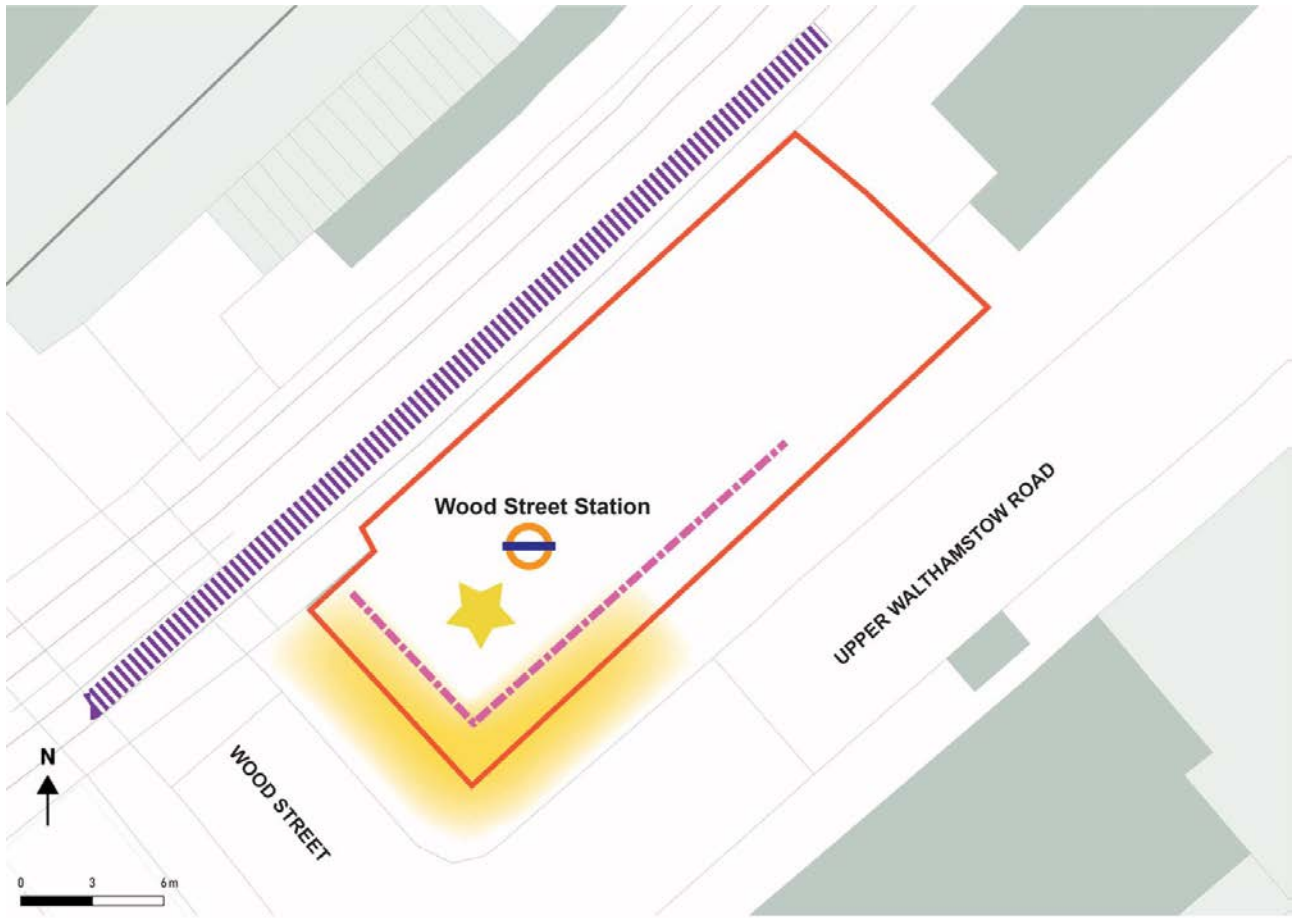 Wood Street Station
UPPER WALTHAMSTOW ROAD
WOOD STREET
N
0 3 6m